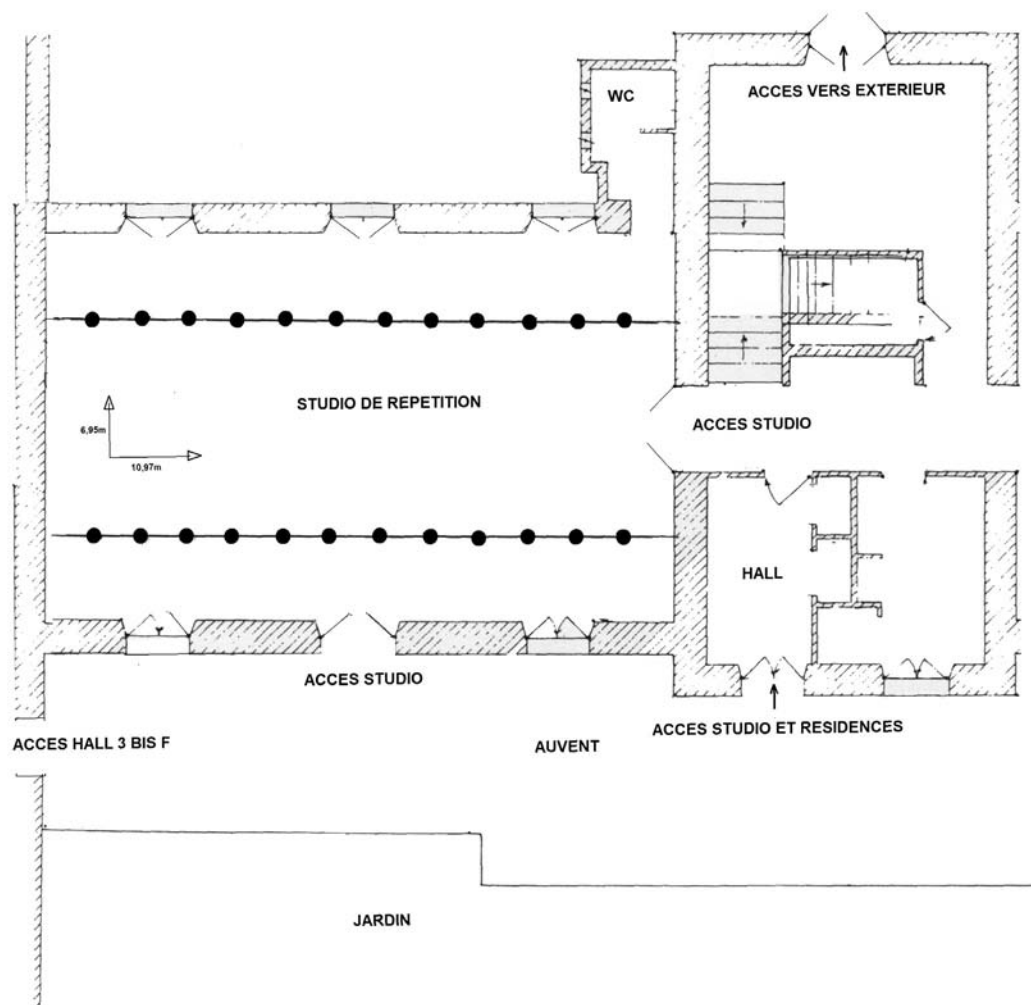 WC
ACCES VERS EXTERIEUR
STUDIO DE REPETITION
ACCES STUDIO
6,95m
10,97m
HALL
ACCES STUDIO
ACCES STUDIO ET RESIDENCES
ACCES HALL 3 BIS F
AUVENT
JARDIN